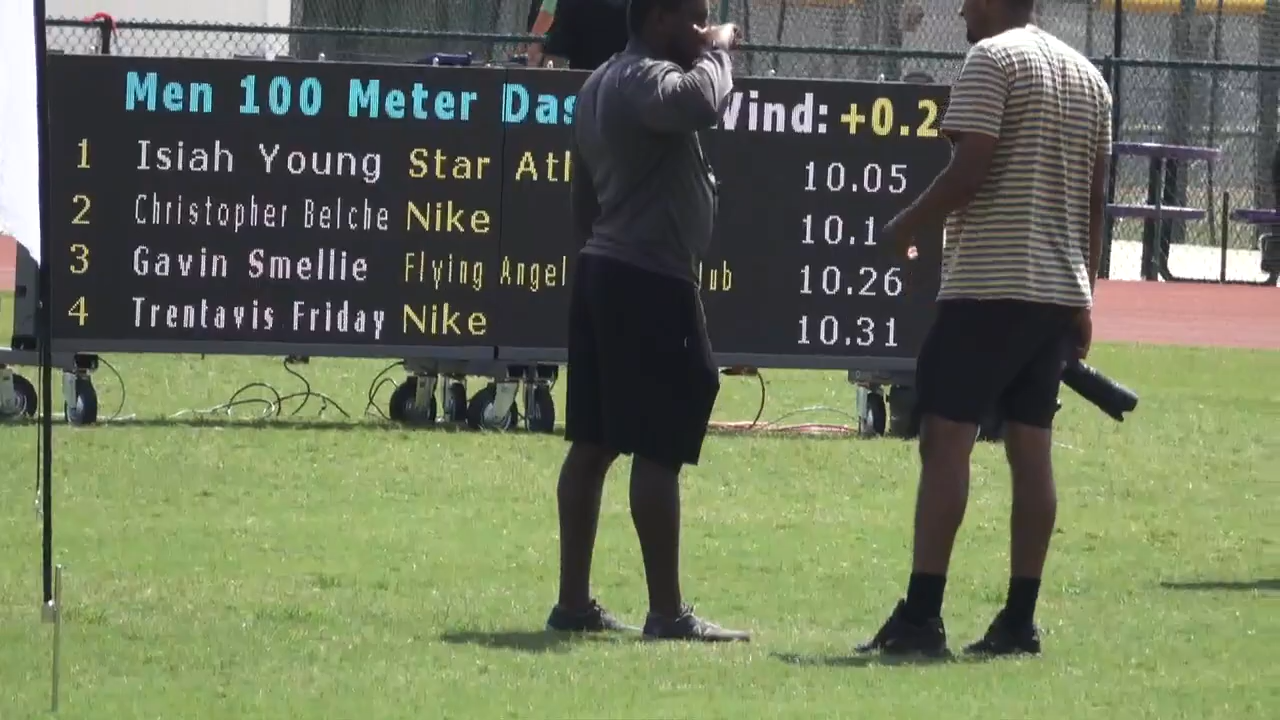 Men 100 Meter Das Wind: +0.2
1 Isiah Young Star Atl 10.05
2 Christopher Belche Nike 10.1
3 Gavin Smellie Flying Angel lub 10.26
4 Trentavis Friday Nike 10.31